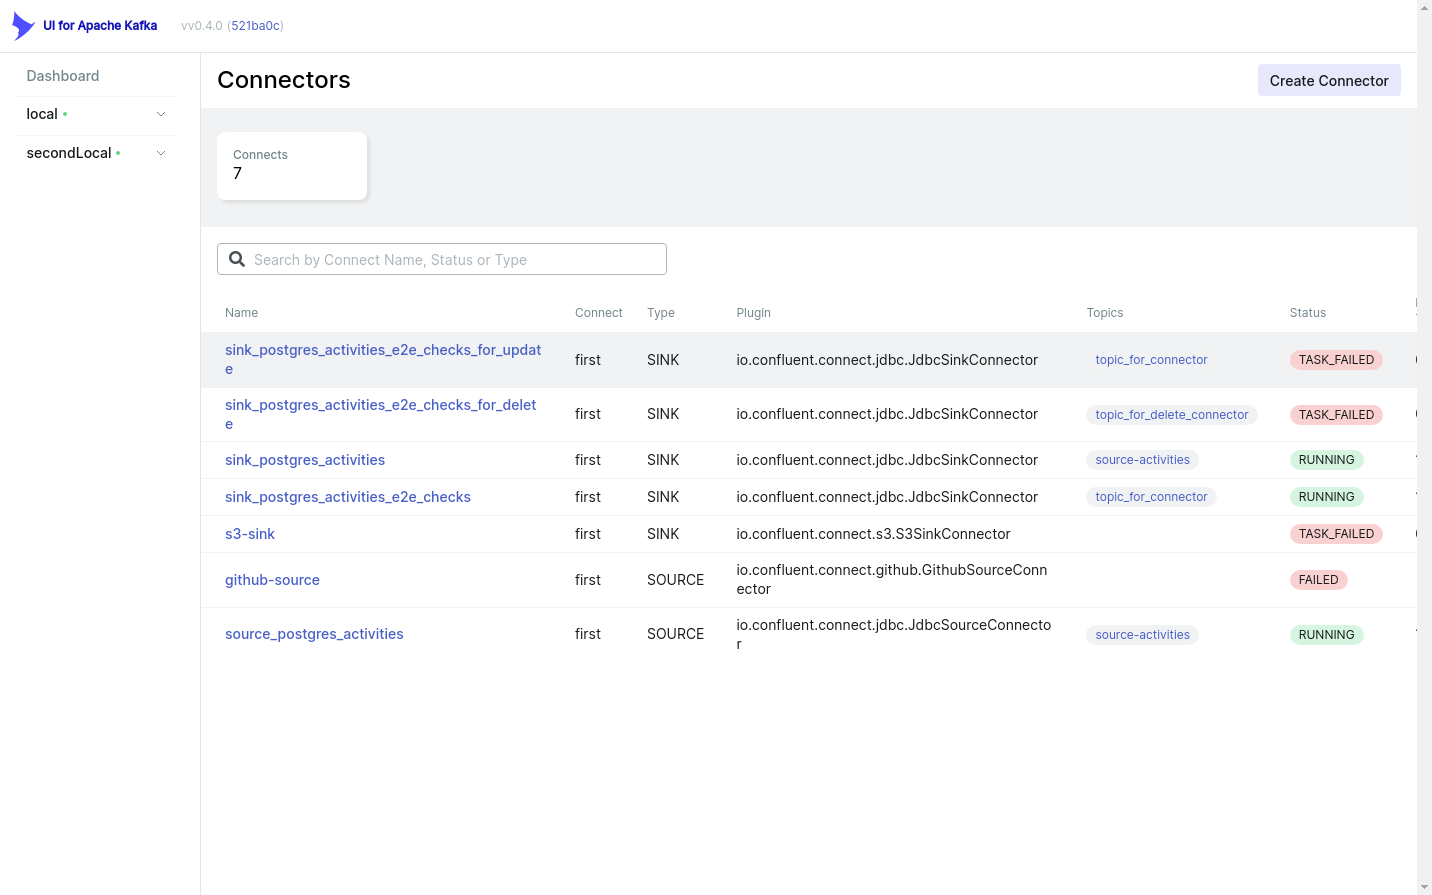 UI for Apache Kafka vv0.4.0 (521ba0c)
Dashboard
local
secondLocal
Connectors
Create Connector
Connects
7
Search by Connect Name, Status or Type
Name Connect Type Plugin Topics Status
sink_postgres_activities_e2e_checks_for_updat
e
first SINK io.confluent.connect.jdbc.JdbcSinkConnector topic_for_connector TASK_FAILED
sink_postgres_activities_e2e_checks_for_delet
e
first SINK io.confluent.connect.jdbc.JdbcSinkConnector topic_for_delete_connector TASK_FAILED
sink_postgres_activities first SINK io.confluent.connect.jdbc.JdbcSinkConnector source-activities RUNNING
sink_postgres_activities_e2e_checks first SINK io.confluent.connect.jdbc.JdbcSinkConnector topic_for_connector RUNNING
s3-sink first SINK io.confluent.connect.s3.S3SinkConnector TASK_FAILED
github-source first SOURCE io.confluent.connect.github.GithubSourceConn
ector
FAILED
source_postgres_activities first SOURCE io.confluent.connect.jdbc.JdbcSourceConnecto
r
source-activities RUNNING